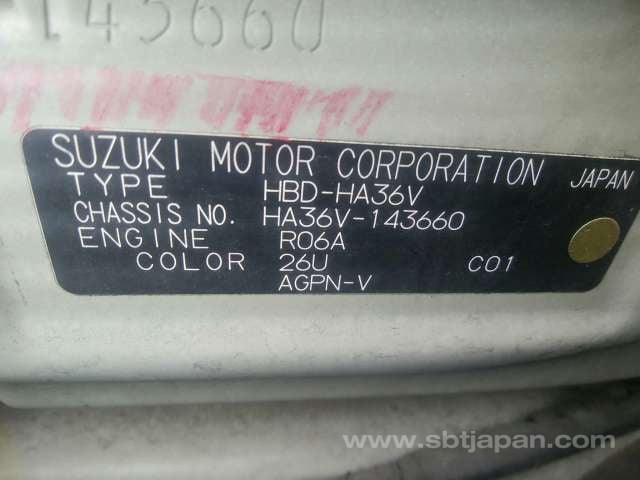 143660
SUZUKI MOTOR CORPORATION JAPAN
TYPE HBD-HA36V
CHASSIS NO. HA36V-143660
ENGINE R06A
COLOR 26U C01
AGPN-V
www.sbtjapan.com